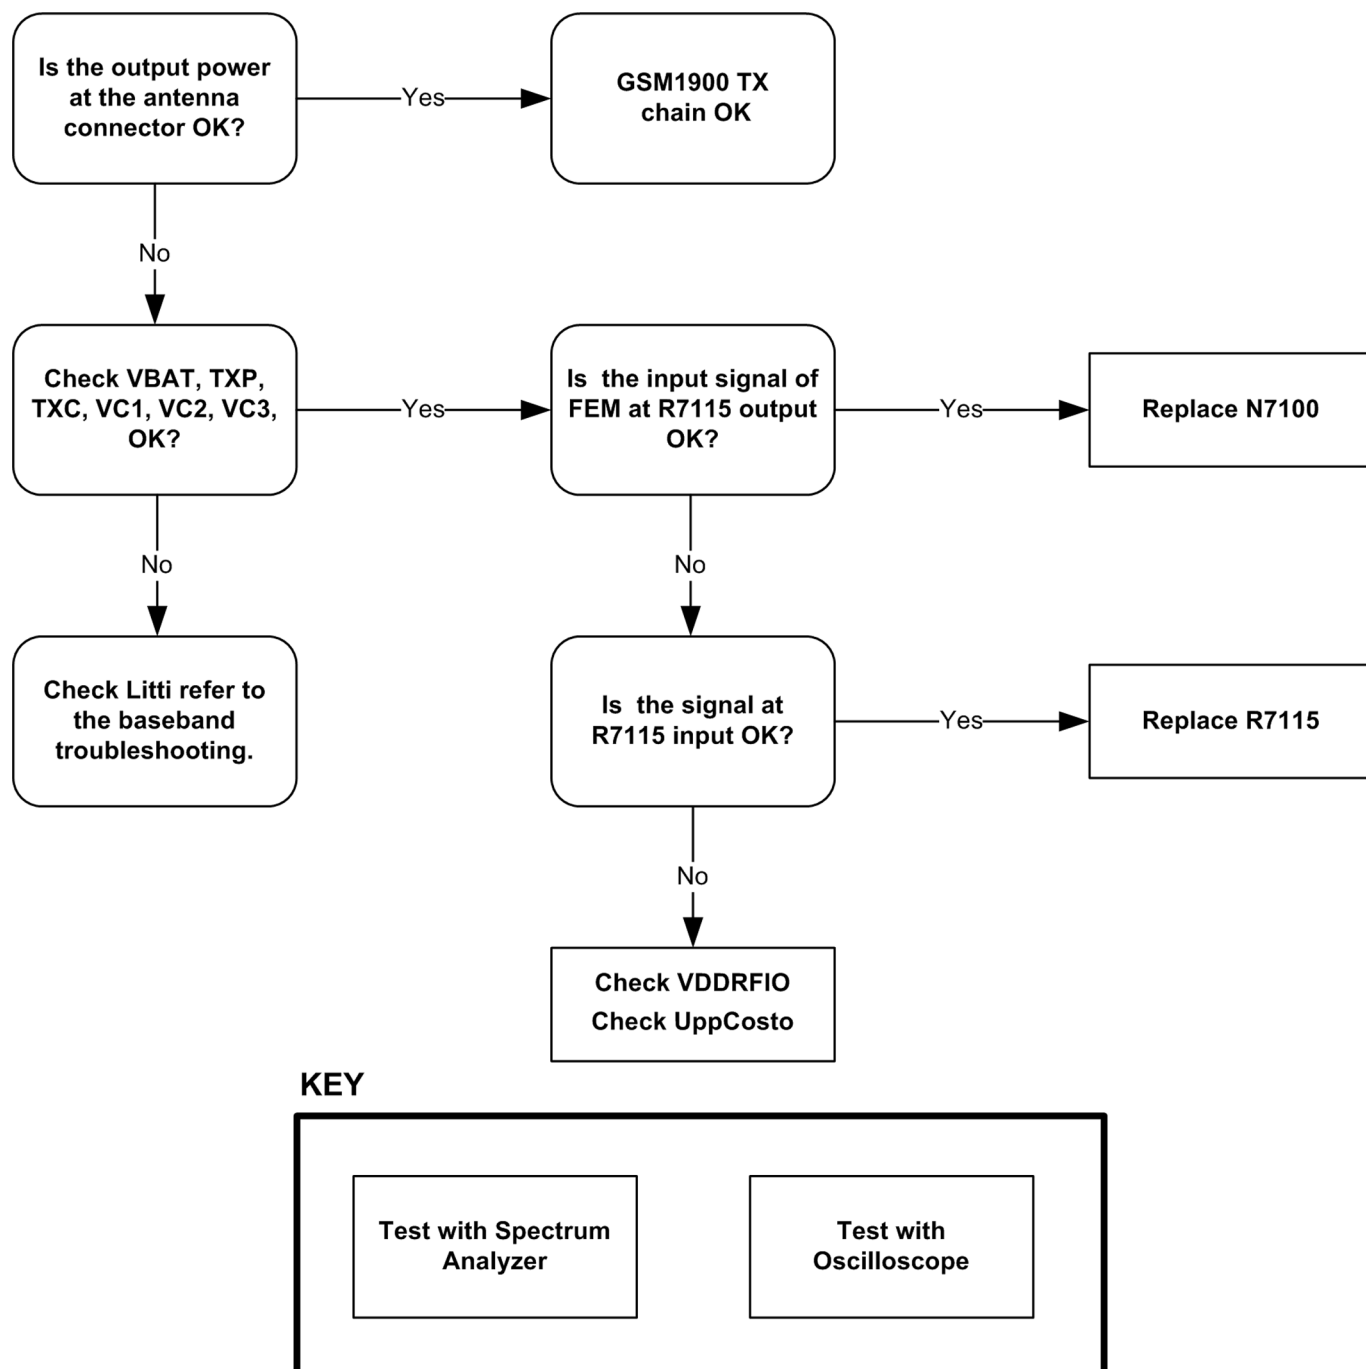 Is the output power
at the antenna
connector OK?
Yes
GSM1900 TX
chain OK
No
Check VBAT, TXP,
TXC, VC1, VC2, VC3,
OK?
Yes
Is the input signal of
FEM at R7115 output
OK?
Yes
Replace N7100
No
No
Check Litti refer to
the baseband
troubleshooting.
Is the signal at
R7115 input OK?
Yes
Replace R7115
No
Check VDDRFIO
Check UppCosto
KEY
Test with Spectrum
Analyzer
Test with
Oscilloscope